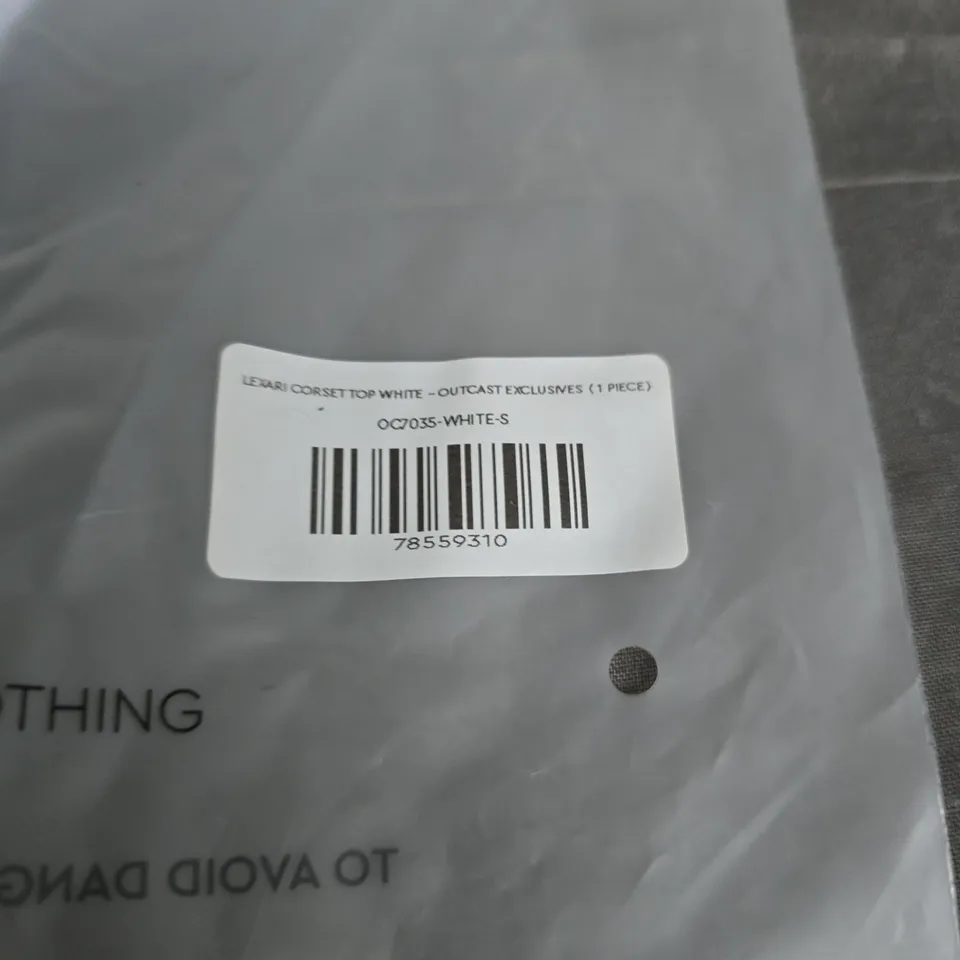 LEXARI CORSET TOP WHITE - OUTCAST EXCLUSIVES (1 PIECE)
OC7035-WHITE-S
78559310
OTHING
TO AVOID DANG